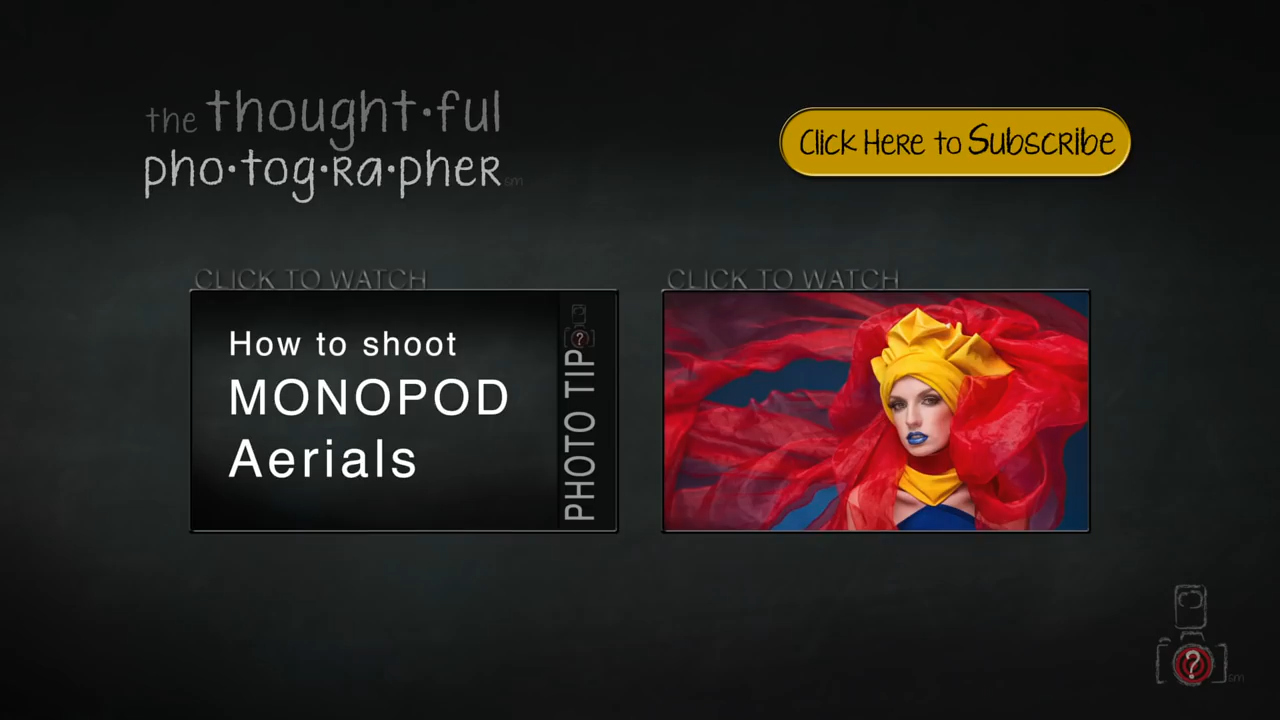 the thought·ful
pho·tog·ra·pher sm
Click Here to Subscribe
CLICK TO WATCH
How to shoot
MONOPOD
Aerials
PHOTO TIP
?
CLICK TO WATCH
? sm